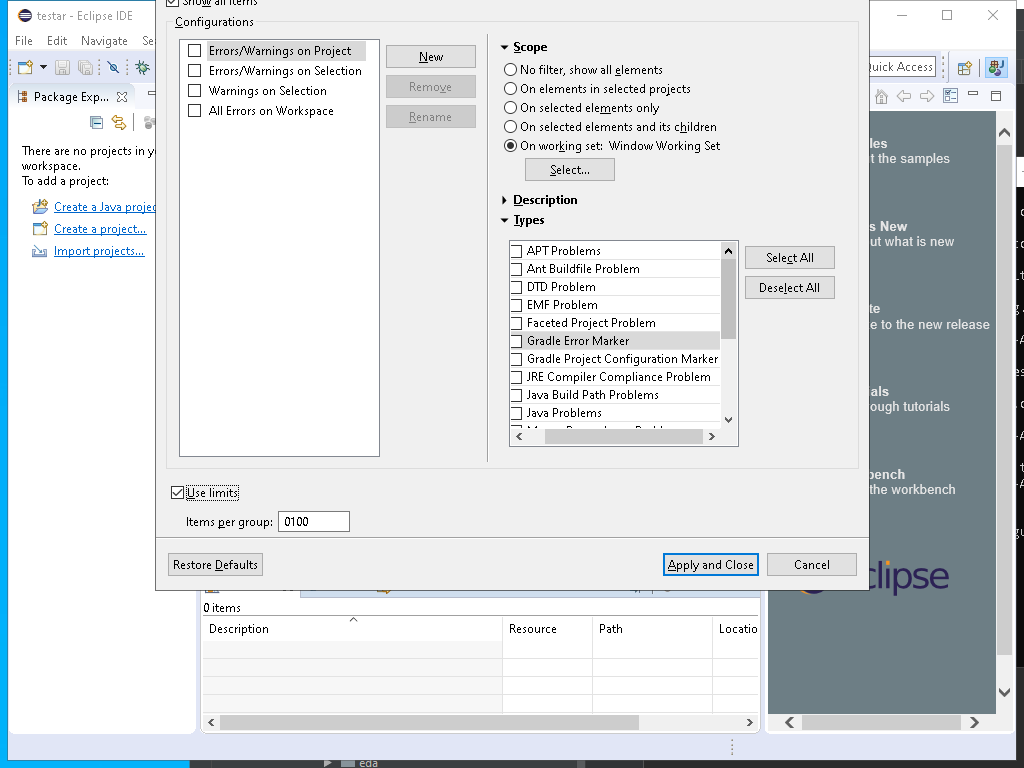 Show all items
testar - Eclipse IDE
Configurations
File Edit Navigate Se
Errors/Warnings on Project
Errors/Warnings on Selection
Warnings on Selection
All Errors on Workspace
New
Remove
Rename
Scope
No filter, show all elements
On elements in selected projects
On selected elements only
On selected elements and its children
On working set: Window Working Set
Select...
Description
Types
APT Problems
Ant Buildfile Problem
DTD Problem
EMF Problem
Faceted Project Problem
Gradle Error Marker
Gradle Project Configuration Marker
JRE Compiler Compliance Problem
Java Build Path Problems
Java Problems
Select All
Deselect All
Quick Access
Package Exp...
There are no projects in y
workspace.
To add a project:
Create a Java projec
Create a project...
Import projects...
les
t the samples
s New
ut what is new
te
e to the new release
als
ough tutorials
bench
the workbench
clipse
Use limits
Items per group: 0100
Restore Defaults
Apply and Close
Cancel
0 items
Description Resource Path Locatio
eda